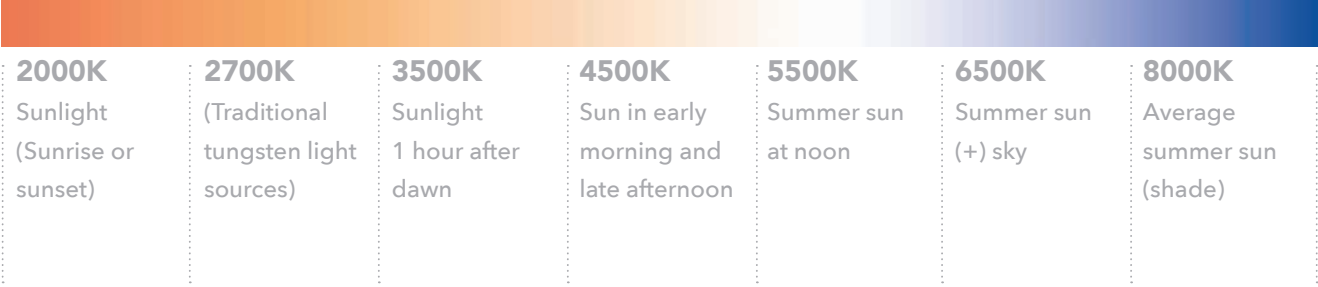 2000K
Sunlight
(Sunrise or
sunset)
2700K
(Traditional
tungsten light
sources)
3500K
Sunlight
1 hour after
dawn
4500K
Sun in early
morning and
late afternoon
5500K
Summer sun
at noon
6500K
Summer sun
(+) sky
8000K
Average
summer sun
(shade)